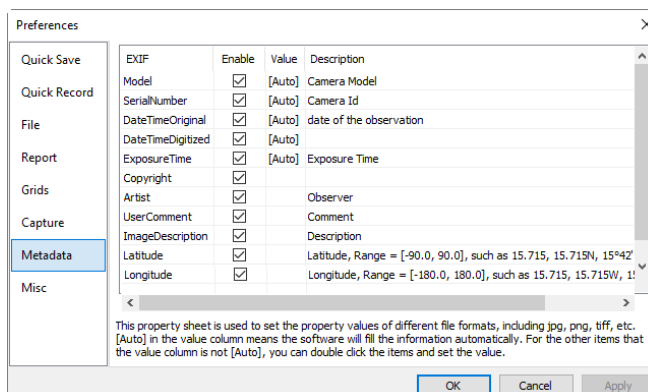 Preferences
Quick Save
Quick Record
File
Report
Grids
Capture
Metadata
Misc
EXIF Enable Value Description
Model [Auto] Camera Model
SerialNumber [Auto] Camera Id
DateTimeOriginal [Auto] date of the observation
DateTimeDigitized [Auto]
ExposureTime [Auto] Exposure Time
Copyright
Artist Observer
UserComment Comment
ImageDescription Description
Latitude Latitude, Range = [-90.0, 90.0], such as 15.715, 15.715N, 15°42'
Longitude Longitude, Range = [-180.0, 180.0], such as 15.715, 15.715W,
This property sheet is used to set the property values of different file formats, including jpg, png, tiff, etc.
[Auto] in the value column means the software will fill the information automatically. For the other items that
the value column is not [Auto], you can double click the items and set the value.
OK Cancel Apply